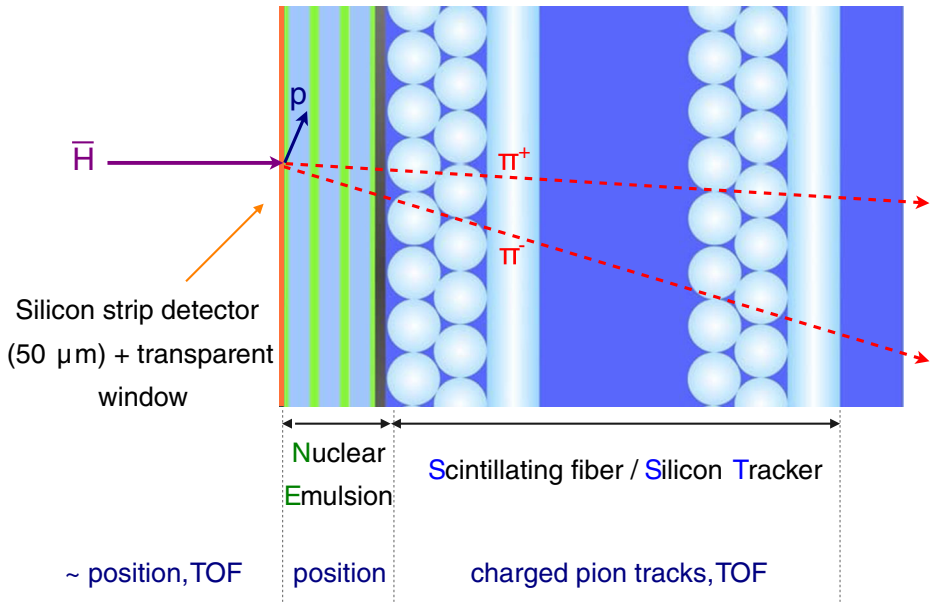 p
H̅
π⁺
π⁻
Silicon strip detector
(50 μm) + transparent
window
Nuclear
Emulsion
Scintillating fiber / Silicon Tracker
~ position, TOF
position
charged pion tracks, TOF